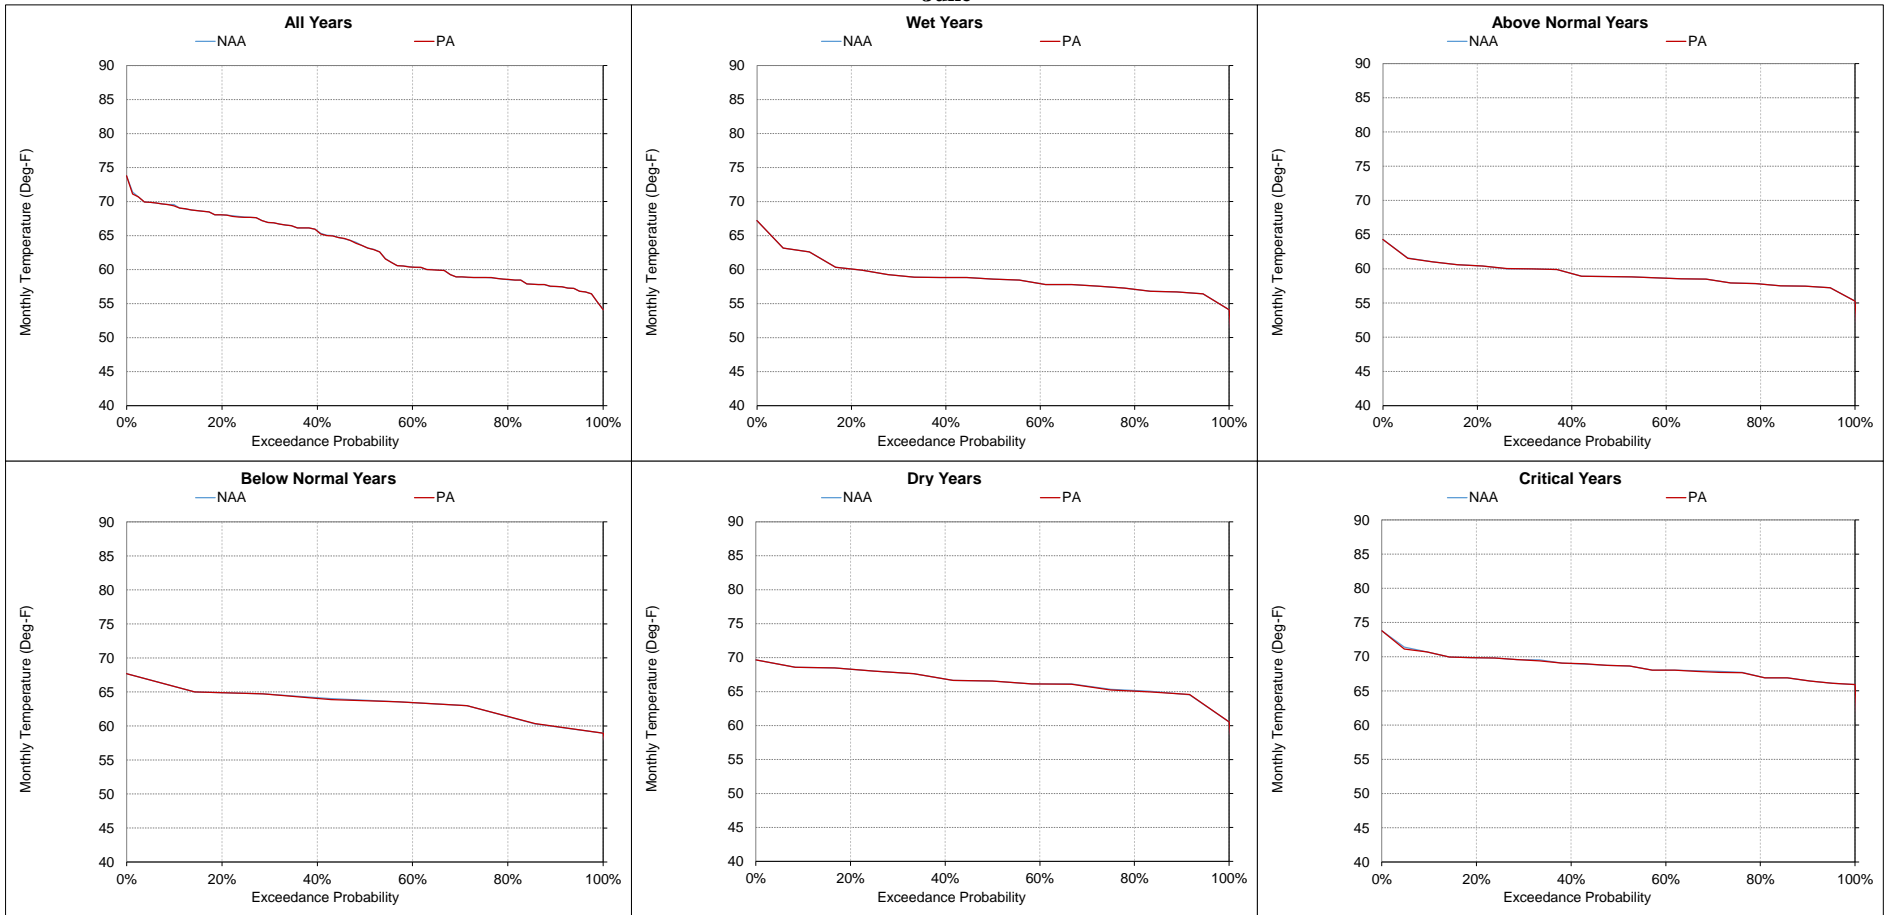 All Years
NAA PA
90
85
80
75
70
65
60
55
50
45
40
Monthly Temperature (Deg-F)
0% 20% 40% 60% 80% 100%
Exceedance Probability
Wet Years
NAA PA
90
85
80
75
70
65
60
55
50
45
40
Monthly Temperature (Deg-F)
0% 20% 40% 60% 80% 100%
Exceedance Probability
Above Normal Years
NAA PA
90
85
80
75
70
65
60
55
50
45
40
Monthly Temperature (Deg-F)
0% 20% 40% 60% 80% 100%
Exceedance Probability
Below Normal Years
NAA PA
90
85
80
75
70
65
60
55
50
45
40
Monthly Temperature (Deg-F)
0% 20% 40% 60% 80% 100%
Exceedance Probability
Dry Years
NAA PA
90
85
80
75
70
65
60
55
50
45
40
Monthly Temperature (Deg-F)
0% 20% 40% 60% 80% 100%
Exceedance Probability
Critical Years
NAA PA
90
85
80
75
70
65
60
55
50
45
40
Monthly Temperature (Deg-F)
0% 20% 40% 60% 80% 100%
Exceedance Probability